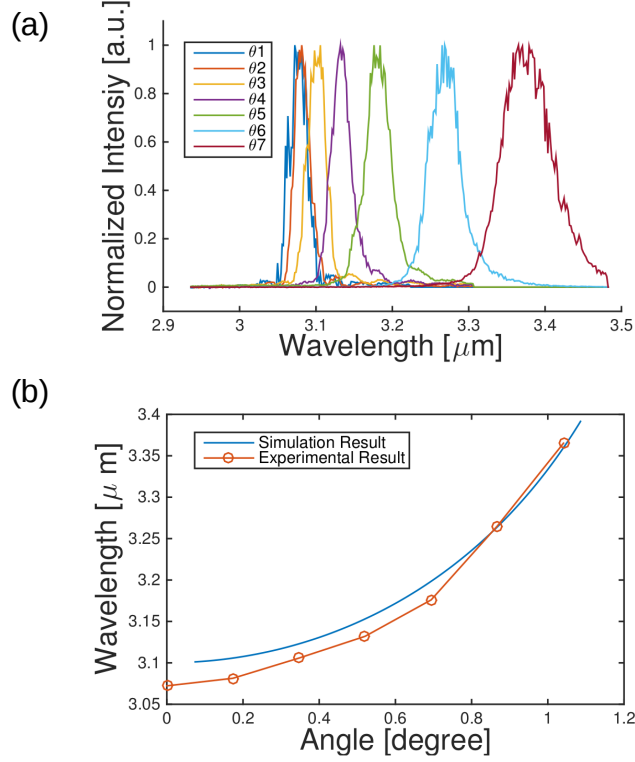 (a)
Normalized Intensiy [a.u.]
1
0.8
0.6
0.4
0.2
0
θ1
θ2
θ3
θ4
θ5
θ6
θ7
2.9 3 3.1 3.2 3.3 3.4 3.5
Wavelength [μm]
(b)
Wavelength [μ m]
3.4
3.35
3.3
3.25
3.2
3.15
3.1
3.05
Simulation Result
Experimental Result
0 0.2 0.4 0.6 0.8 1 1.2
Angle [degree]